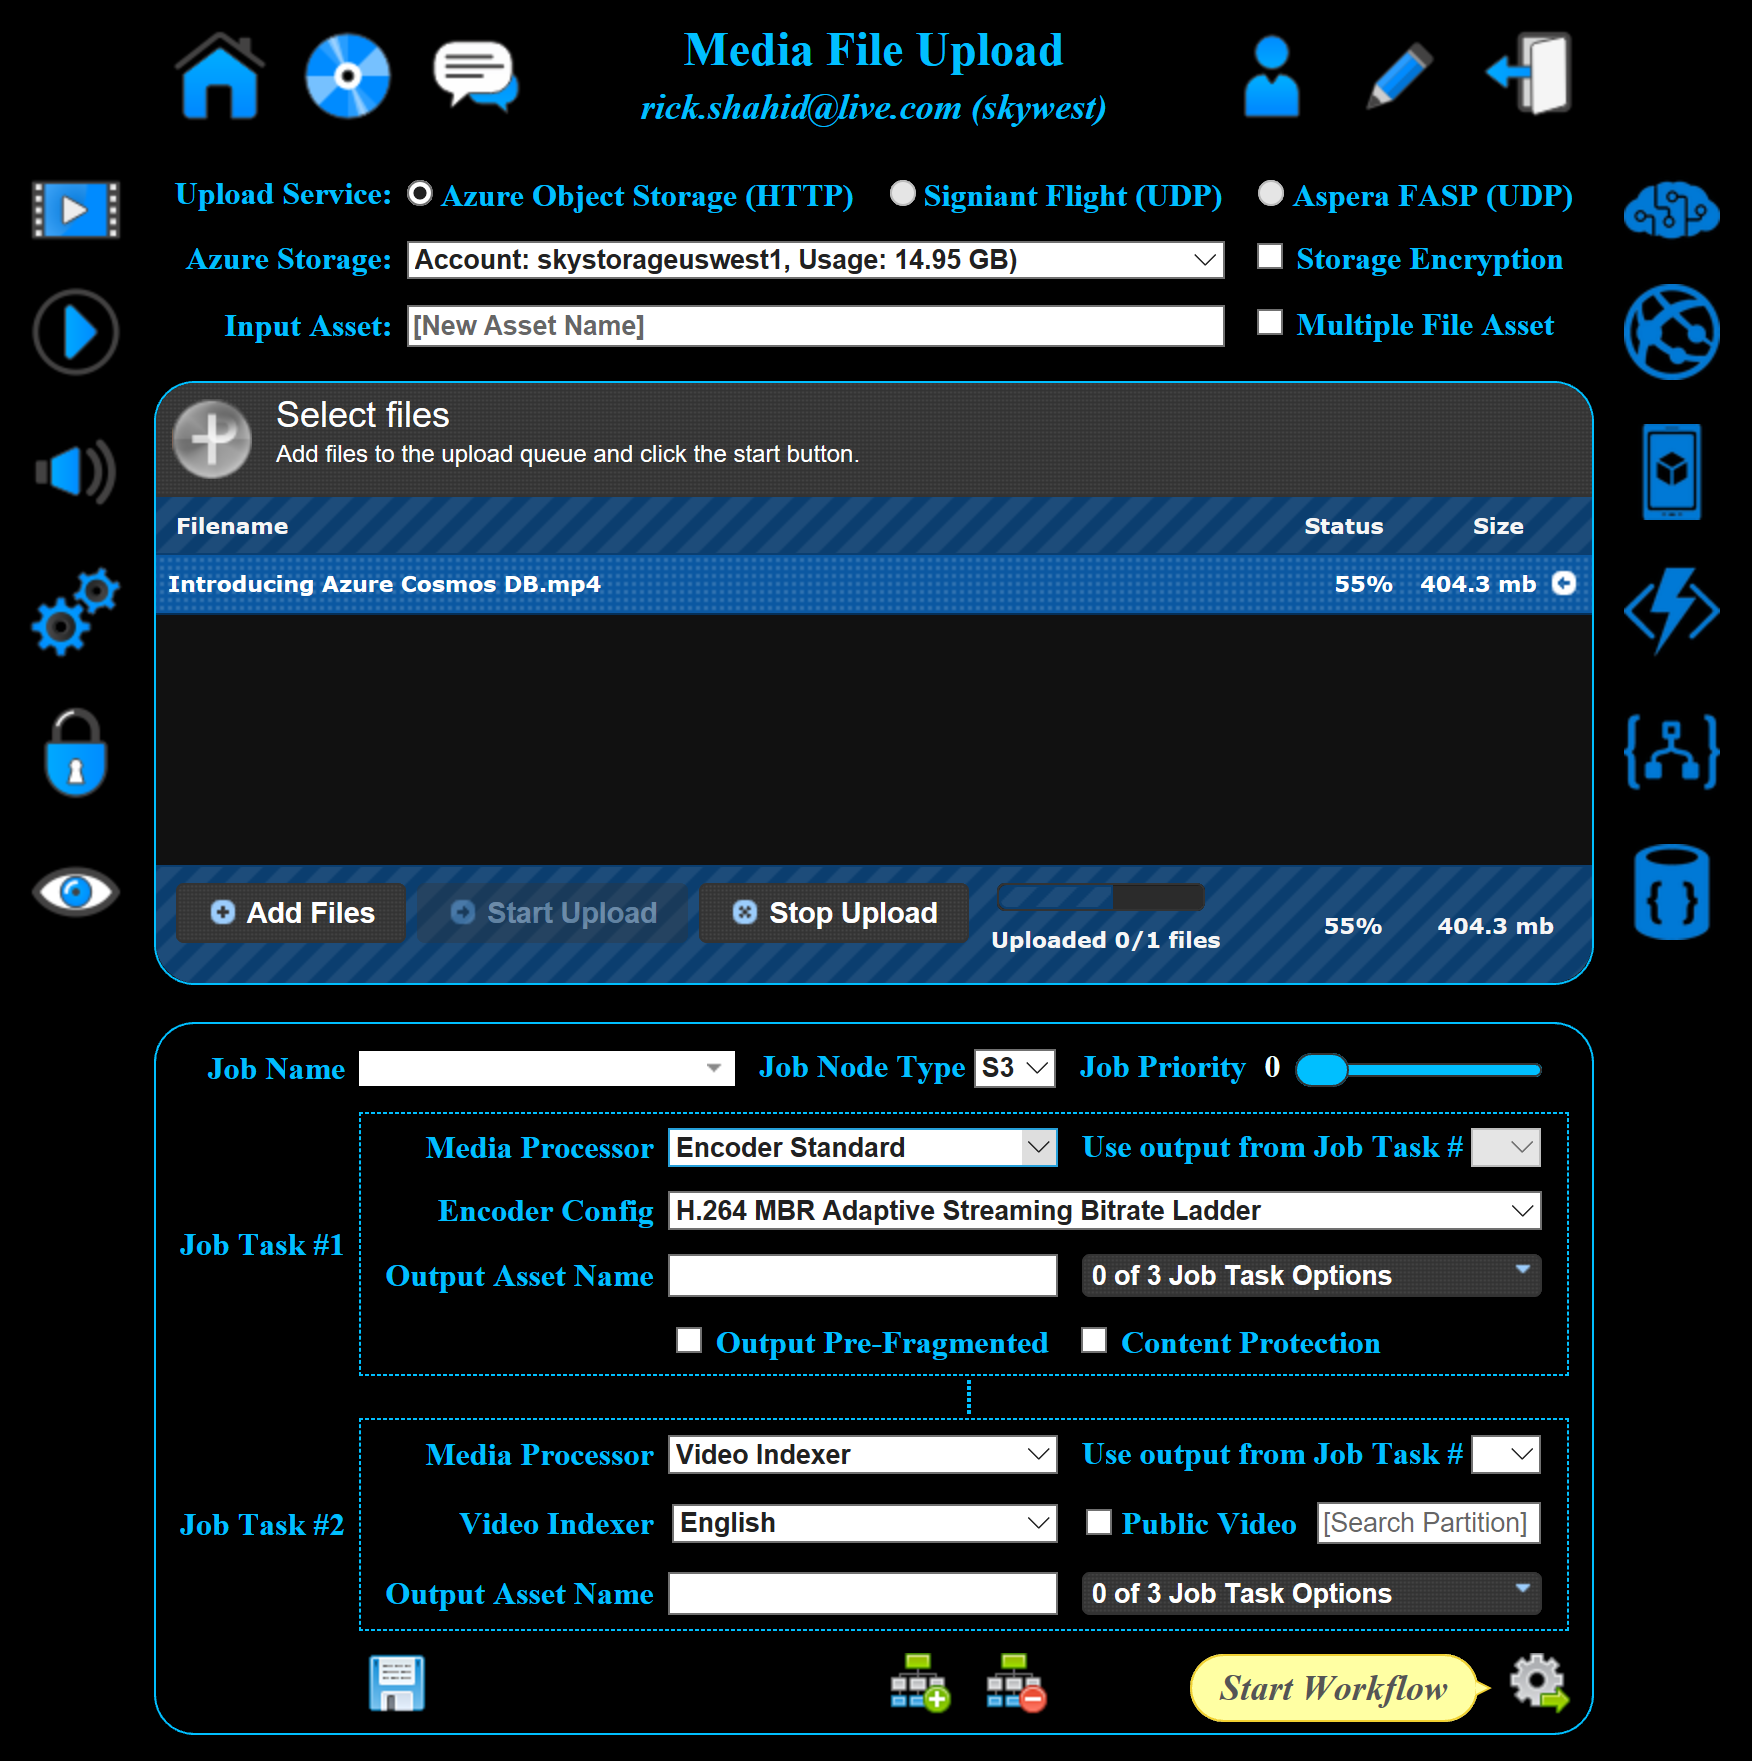 Media File Upload
rick.shahid@live.com (skywest)
Upload Service: Azure Object Storage (HTTP) Signiant Flight (UDP) Aspera FASP (UDP)
Azure Storage: Account: skystorageuswest1, Usage: 14.95 GB) Storage Encryption
Input Asset: [New Asset Name] Multiple File Asset
Select files
Add files to the upload queue and click the start button.
Filename Status Size
Introducing Azure Cosmos DB.mp4 55% 404.3 mb
Add Files Start Upload Stop Upload
Uploaded 0/1 files 55% 404.3 mb
Job Name Job Node Type S3 Job Priority 0
Media Processor Encoder Standard Use output from Job Task #
Encoder Config H.264 MBR Adaptive Streaming Bitrate Ladder
Job Task #1
Output Asset Name 0 of 3 Job Task Options
Output Pre-Fragmented Content Protection
Media Processor Video Indexer Use output from Job Task #
Job Task #2 Video Indexer English Public Video [Search Partition]
Output Asset Name 0 of 3 Job Task Options
Start Workflow